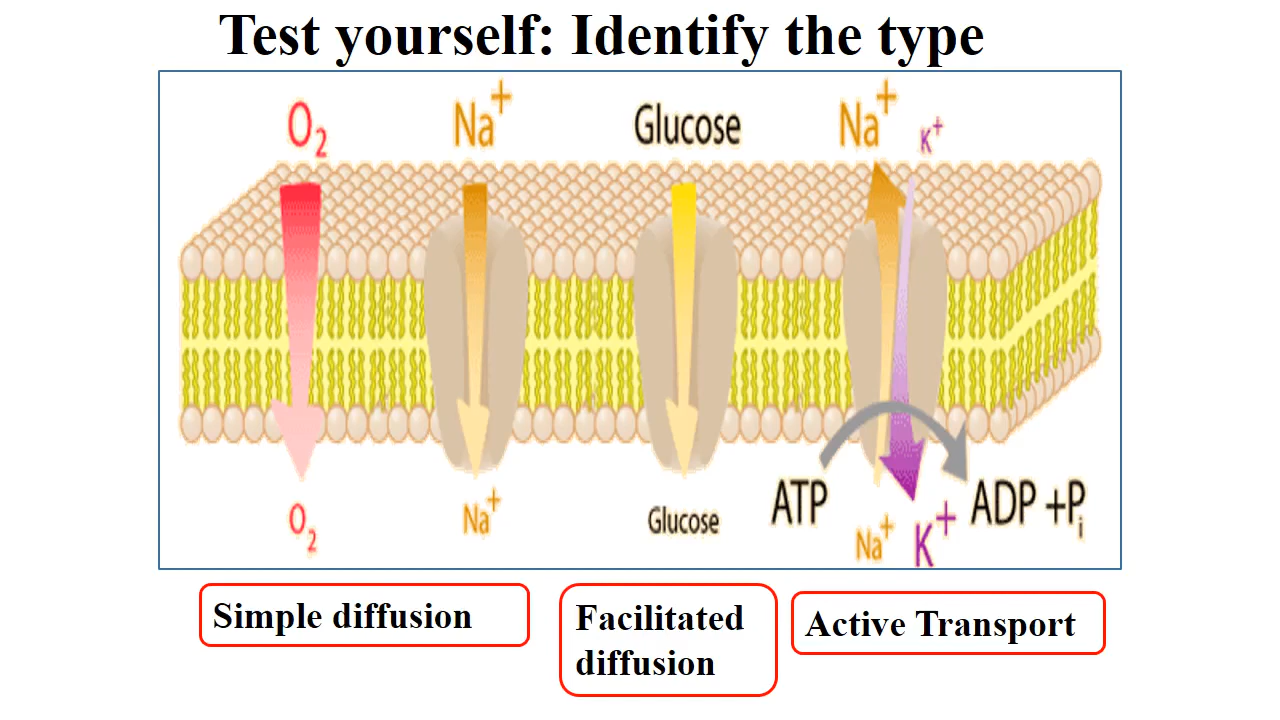 Test yourself: Identify the type
O₂ Na⁺ Glucose Na⁺ K⁺
ATP ADP +Pᵢ
O₂ Na⁺ Glucose Na⁺ K⁺
Simple diffusion
Facilitated
diffusion
Active Transport